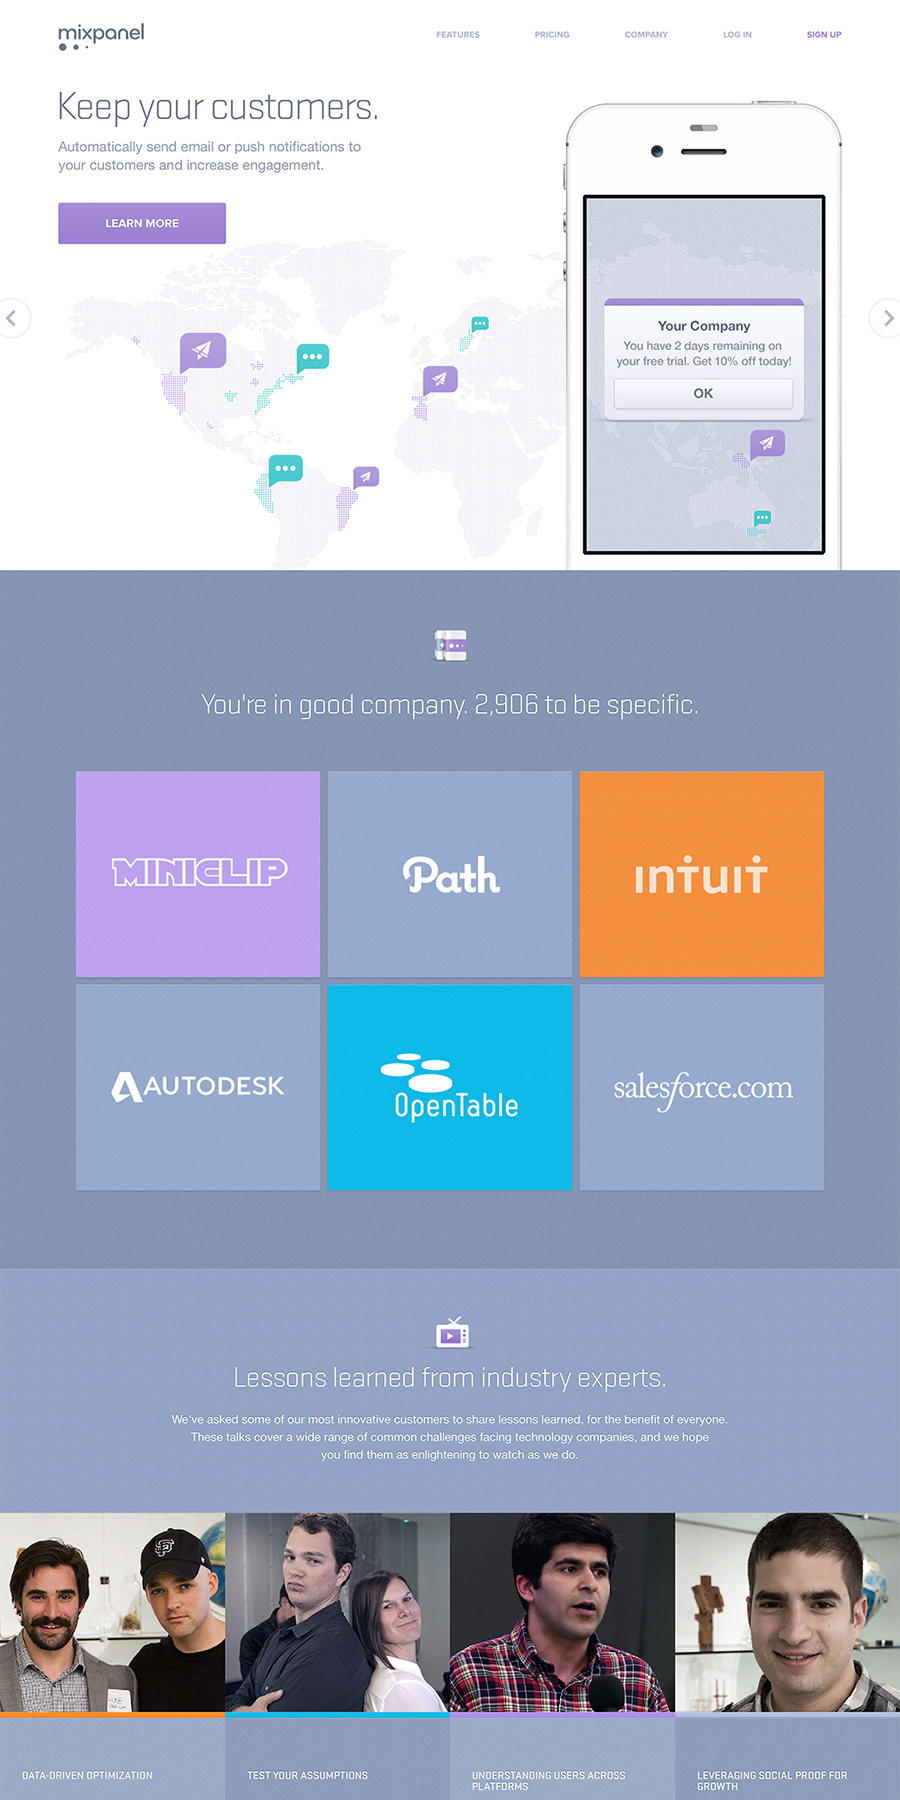 mixpanel
FEATURES
PRICING
COMPANY
LOG IN
SIGN UP
Keep your customers.
Automatically send email or push notifications to
your customers and increase engagement.
LEARN MORE
Your Company
You have 2 days remaining on
your free trial. Get 10% off today!
OK
You're in good company. 2,906 to be specific.
MINICLIP
Path
intuit
AUTODESK
OpenTable
salesforce.com
Lessons learned from industry experts.
We've asked some of our most innovative customers to share lessons learned, for the benefit of everyone.
These talks cover a wide range of common challenges facing technology companies, and we hope
you find them as enlightening to watch as we do.
DATA-DRIVEN OPTIMIZATION
TEST YOUR ASSUMPTIONS
UNDERSTANDING USERS ACROSS
PLATFORMS
LEVERAGING SOCIAL PROOF FOR
GROWTH